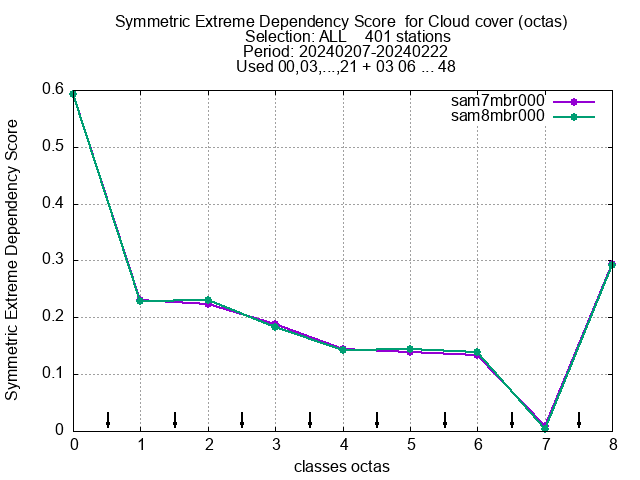 Symmetric Extreme Dependency Score  for Cloud cover (octas)
Selection: ALL    401 stations
Period: 20240207-20240222
Used 00,03,...,21 + 03 06 ... 48
sam7mbr000
sam8mbr000
Symmetric Extreme Dependency Score
0.6
0.5
0.4
0.3
0.2
0.1
0
0 1 2 3 4 5 6 7 8
classes octas